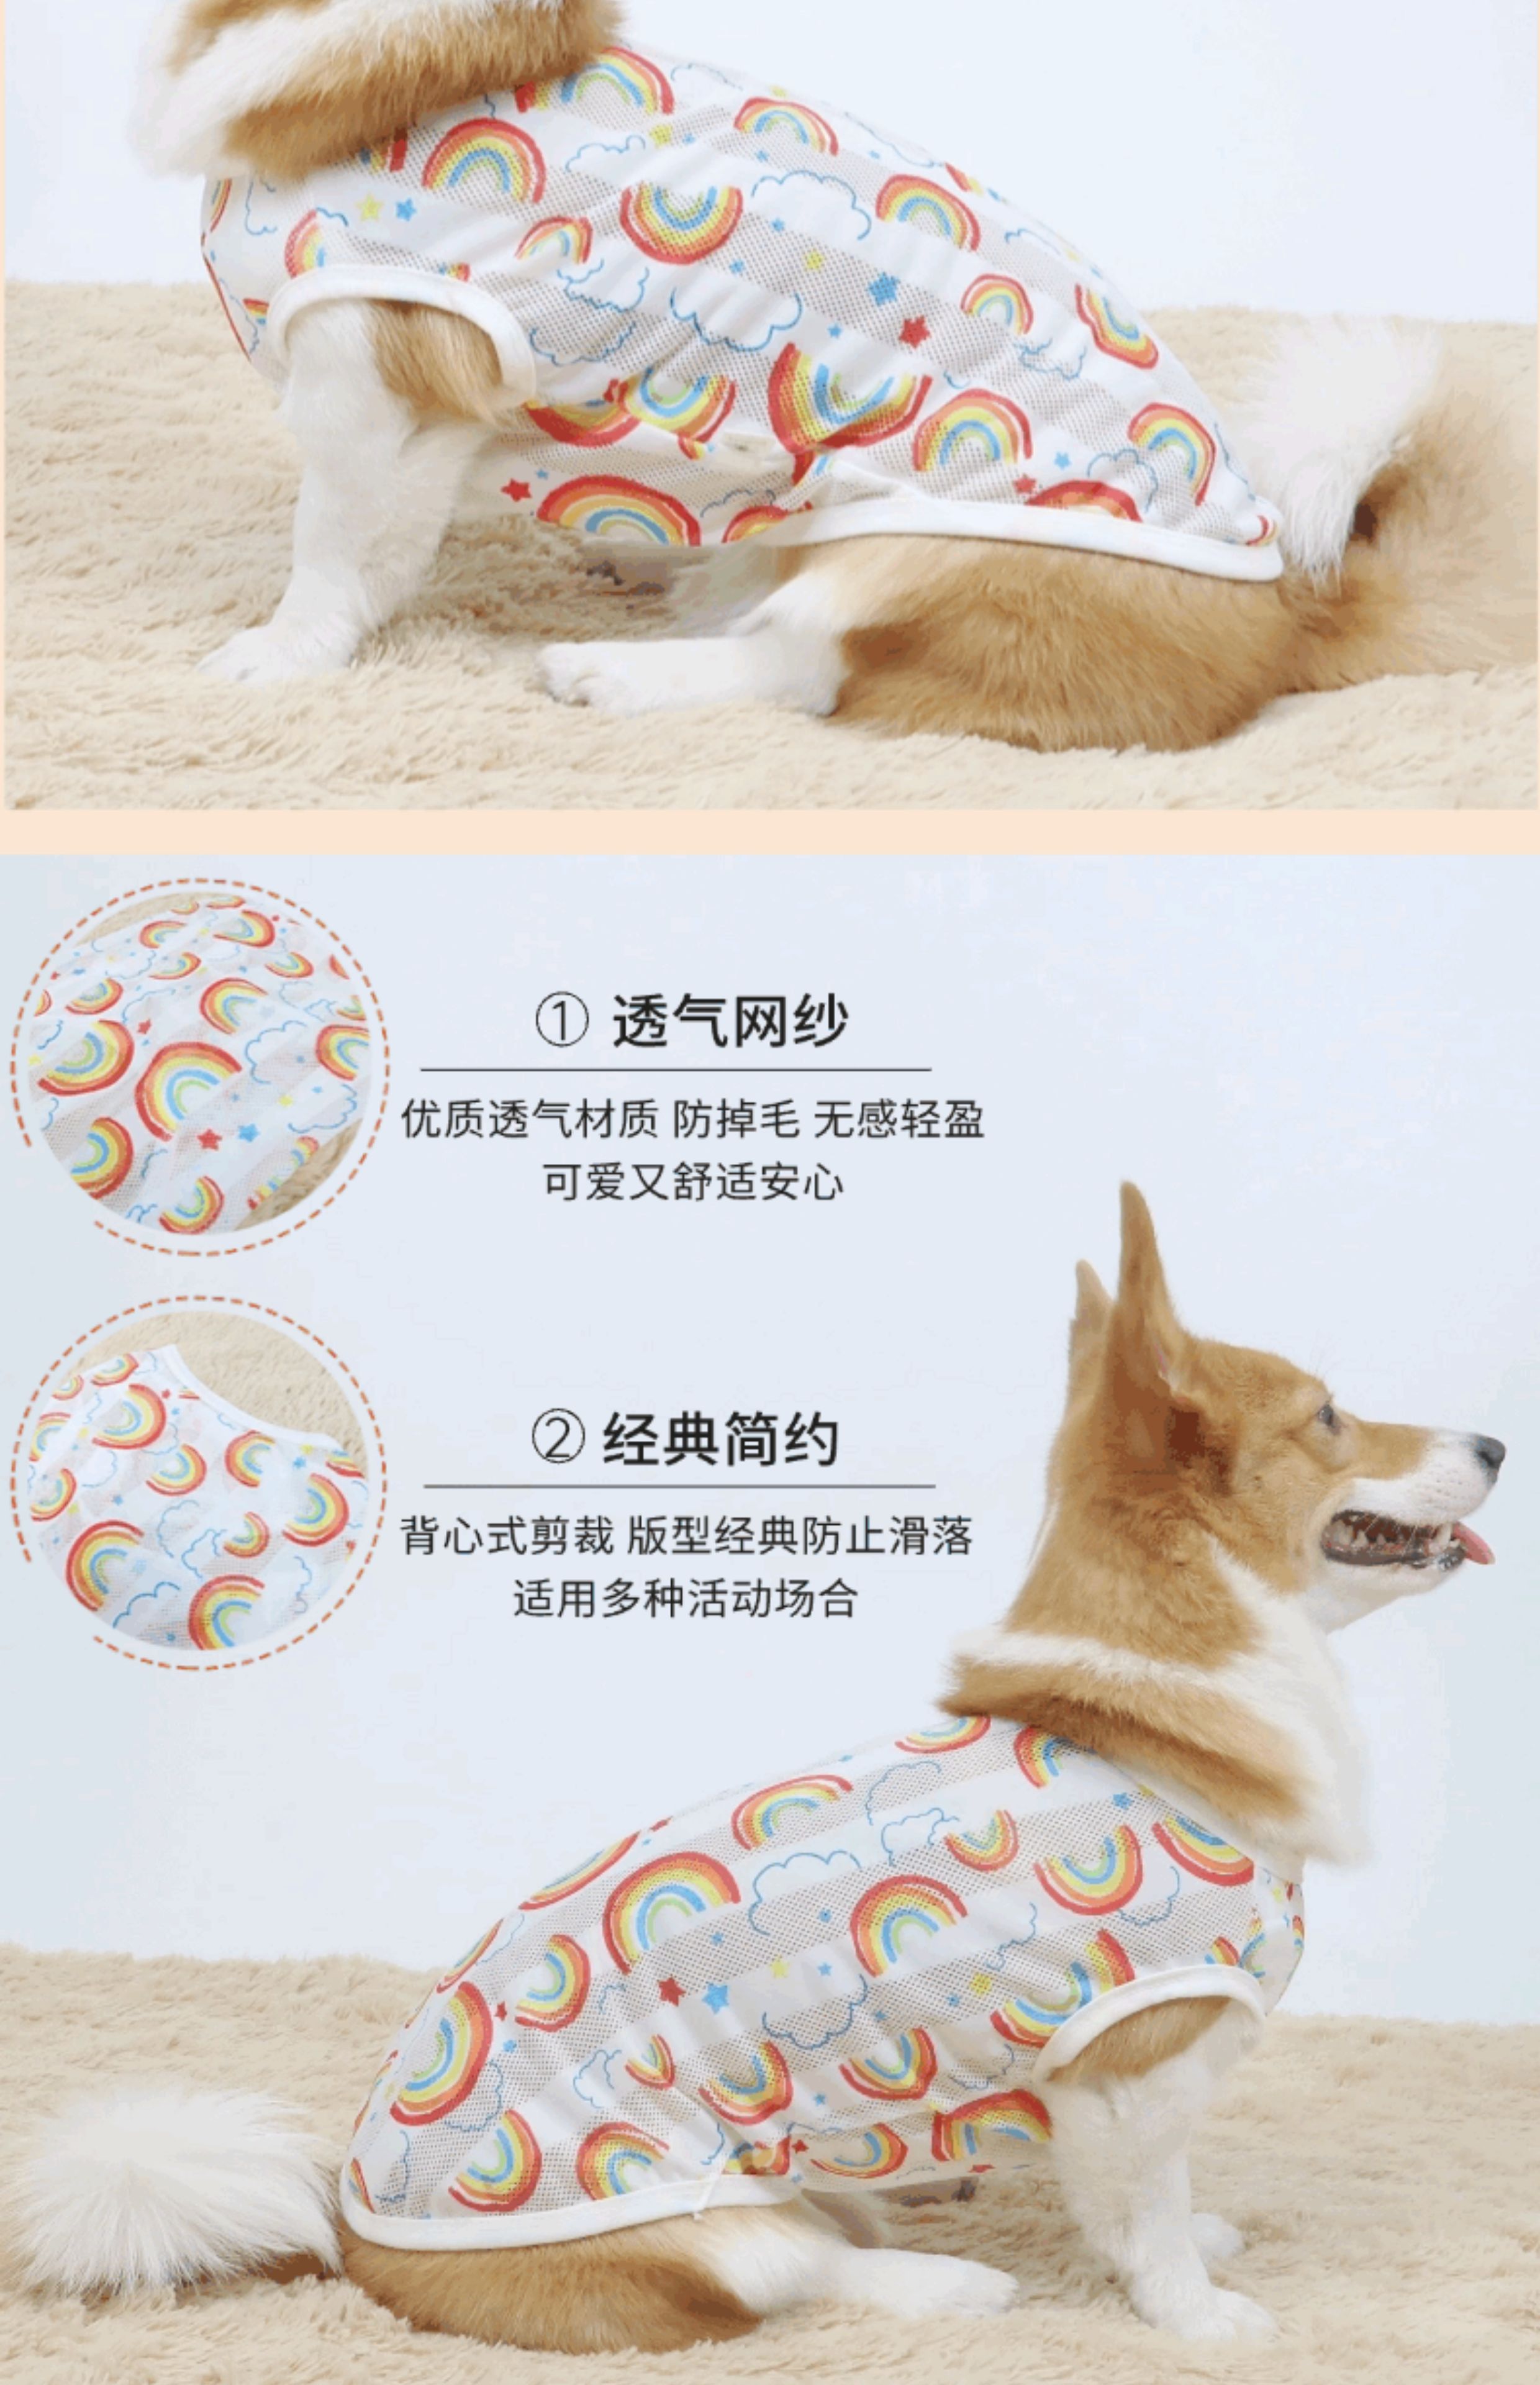 ① 透气网纱
优质透气材质 防掉毛 无感轻盈
可爱又舒适安心
② 经典简约
背心式剪裁 版型经典防止滑落
适用多种活动场合